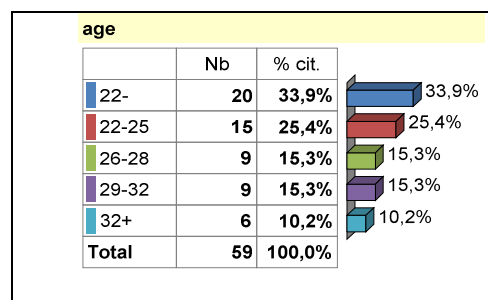 age
Nb % cit.
22- 20 33,9% 33,9%
22-25 15 25,4% 25,4%
26-28 9 15,3% 15,3%
29-32 9 15,3% 15,3%
32+ 6 10,2% 10,2%
Total 59 100,0%